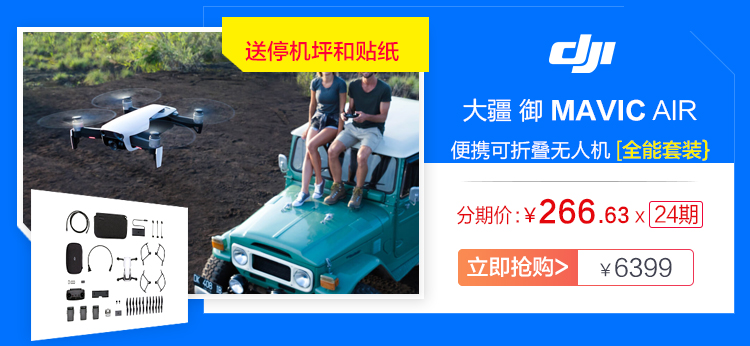 送停机坪和贴纸
dji
大疆 御 MAVIC AIR
便携可折叠无人机 [全能套装}
分期价:¥266.63 x 24期
立即抢购> ¥6399